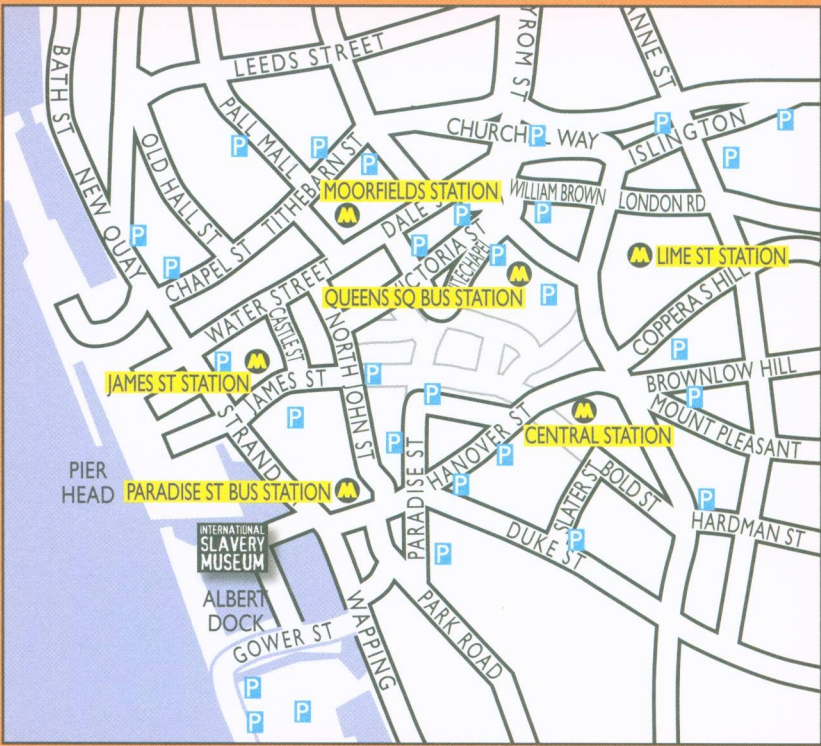 BATH ST
LEEDS STREET
YROM ST
ANNE ST
PALL MALL
P
P
P
CHURCH
P
WAY
P
ISLINGTON
P
P
OLD HALL ST
TITHEBARN ST
MOORFIELDS STATION
M
WILLIAM BROWN
LONDON RD
P
NEW QUAY
P
P
DALE S
P
P
VICTORIA ST
P
CHAPEL ST
M
LIME ST STATION
WATER STREET
QUEENS SQ BUS STATION
M
P
COPPERAS HILL
CASTLE ST
NORTH JOHN ST
P
P
M
JAMES ST STATION
JAMES ST
P
P
BROWNLOW HILL
P
MOUNT PLEASANT
STRAND
P
P
HANOVER ST
M
CENTRAL STATION
PIER
HEAD
PARADISE ST BUS STATION
M
PARADISE ST
P
P
SLATER ST
BOLD ST
P
HARDMAN ST
INTERNATIONAL
SLAVERY
MUSEUM
DUKE ST
P
P
ALBERT
DOCK
GOWER ST
WAPPING
PARK ROAD
P
P
P